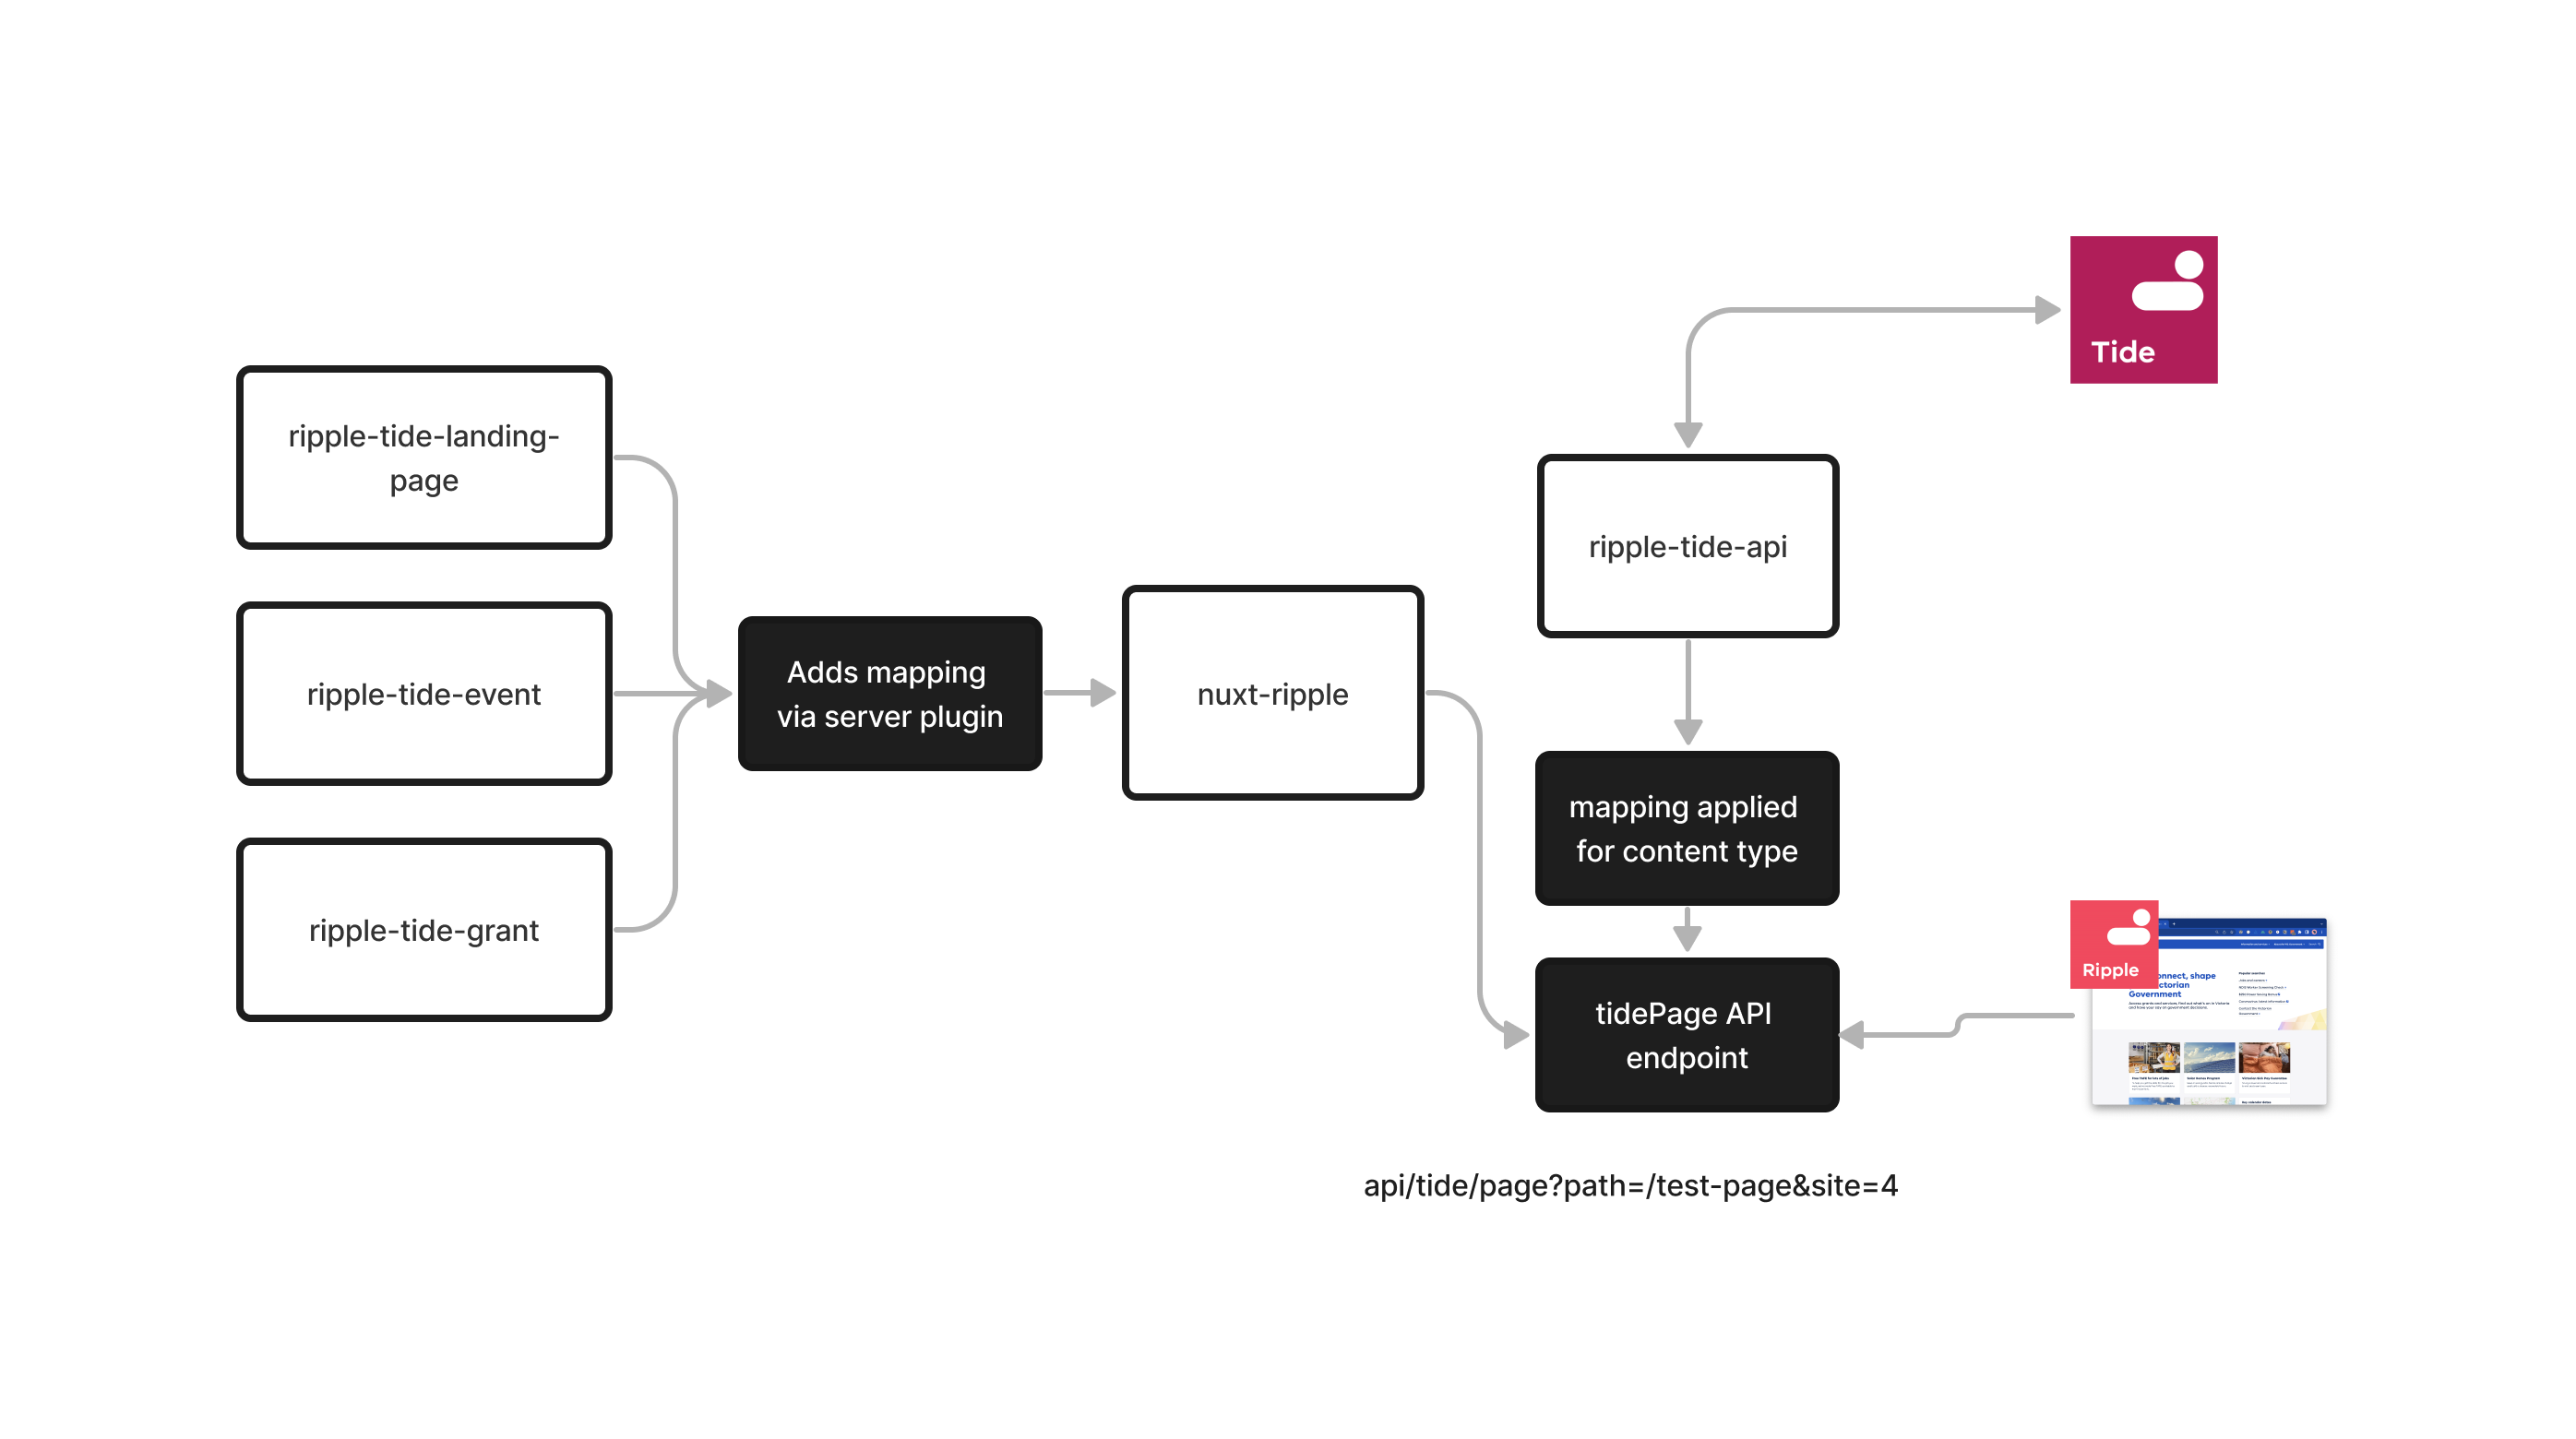 Tide
ripple-tide-landing-
page
ripple-tide-api
ripple-tide-event
Adds mapping
via server plugin
nuxt-ripple
mapping applied
for content type
ripple-tide-grant
Ripple
onnect, shape
ctorian
Government
tidePage API
endpoint
api/tide/page?path=/test-page&site=4